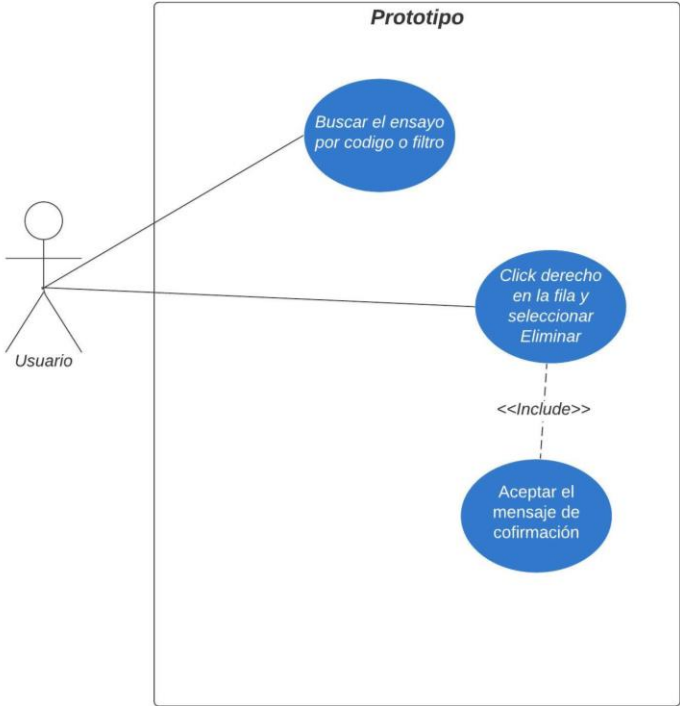 Prototipo
Buscar el ensayo
por codigo o filtro
Click derecho
en la fila y
seleccionar
Eliminar
Usuario
<<Include>>
Aceptar el
mensaje de
cofirmación